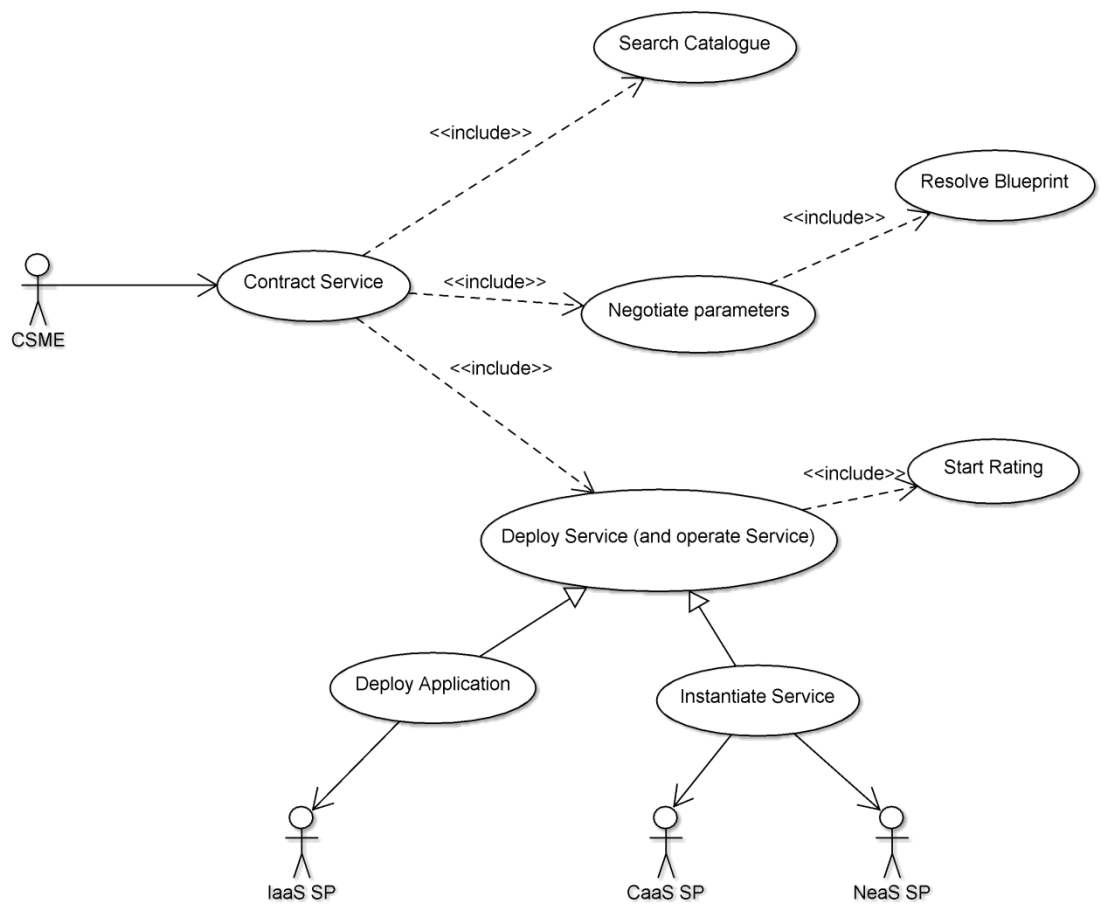 Search Catalogue
<<include>>
Resolve Blueprint
<<include>>
Contract Service
<<include>>
Negotiate parameters
CSME
<<include>>
Start Rating
<<include>>
Deploy Service (and operate Service)
Deploy Application
Instantiate Service
IaaS SP
CaaS SP
NeaS SP